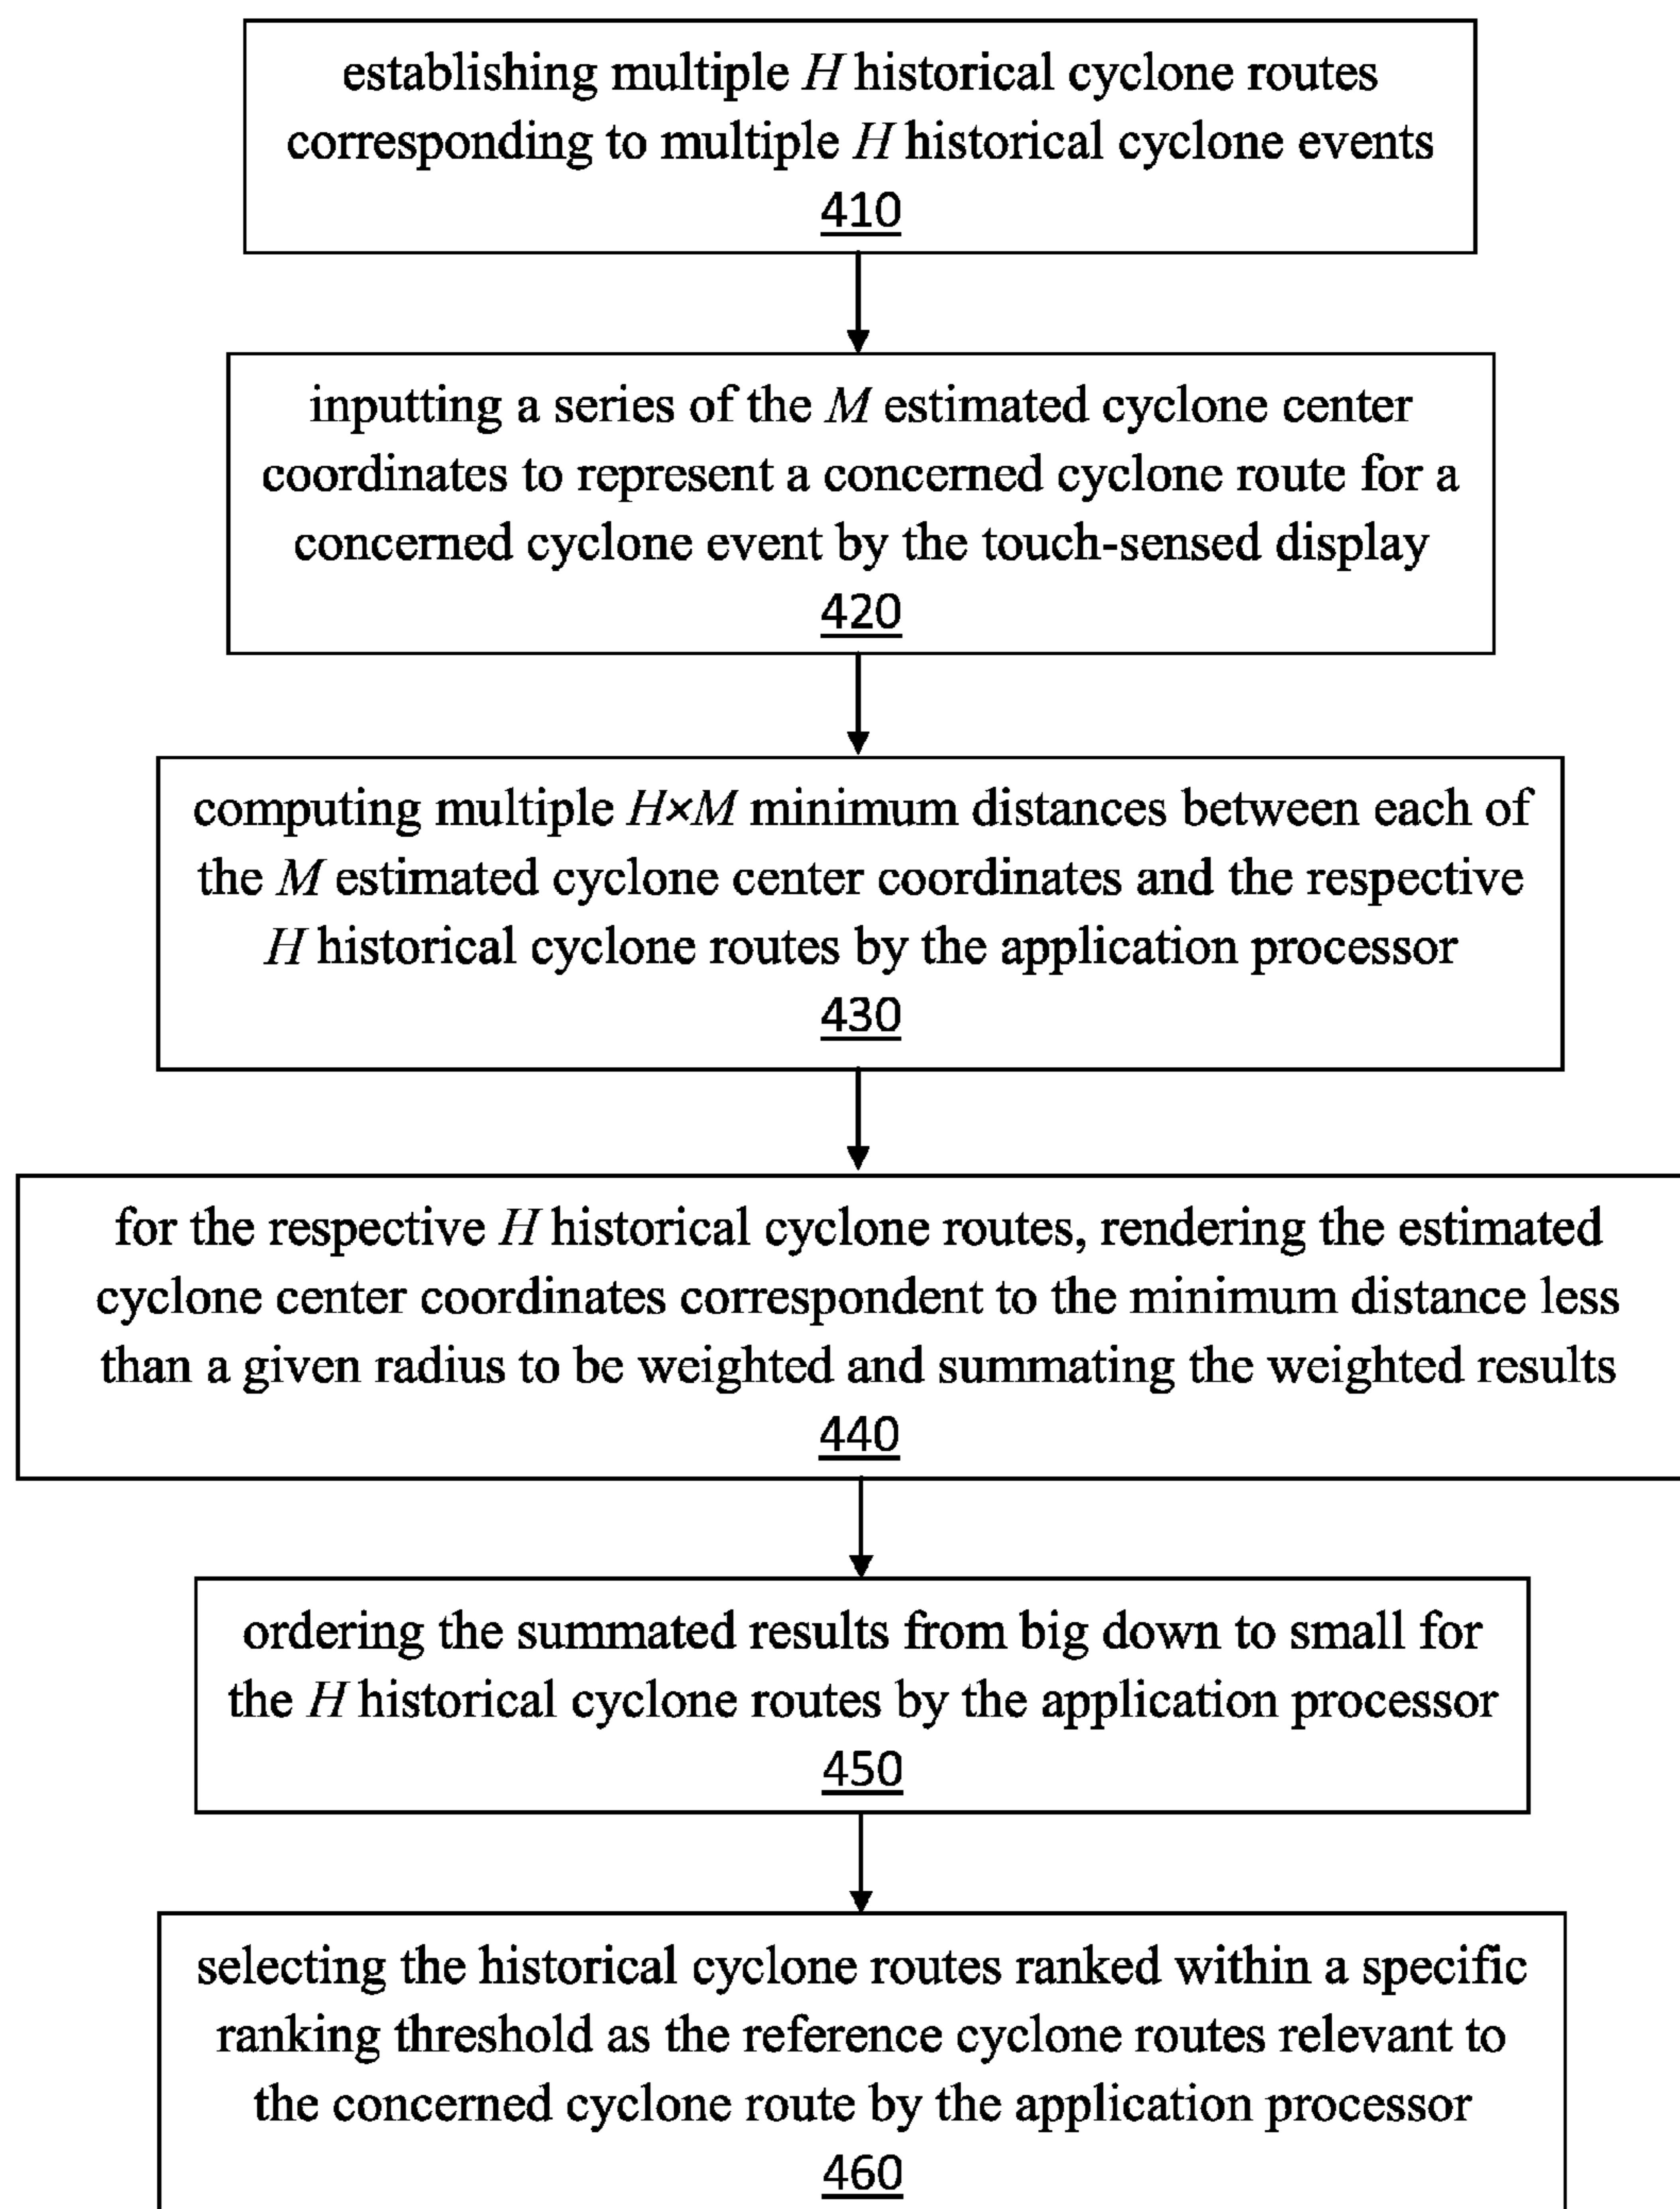 establishing multiple H historical cyclone routes
corresponding to multiple H historical cyclone events
410
inputting a series of the M estimated cyclone center
coordinates to represent a concerned cyclone route for a
concerned cyclone event by the touch-sensed display
420
computing multiple H×M minimum distances between each of
the M estimated cyclone center coordinates and the respective
H historical cyclone routes by the application processor
430
for the respective H historical cyclone routes, rendering the estimated
cyclone center coordinates correspondent to the minimum distance less
than a given radius to be weighted and summating the weighted results
440
ordering the summated results from big down to small for
the H historical cyclone routes by the application processor
450
selecting the historical cyclone routes ranked within a specific
ranking threshold as the reference cyclone routes relevant to
the concerned cyclone route by the application processor
460